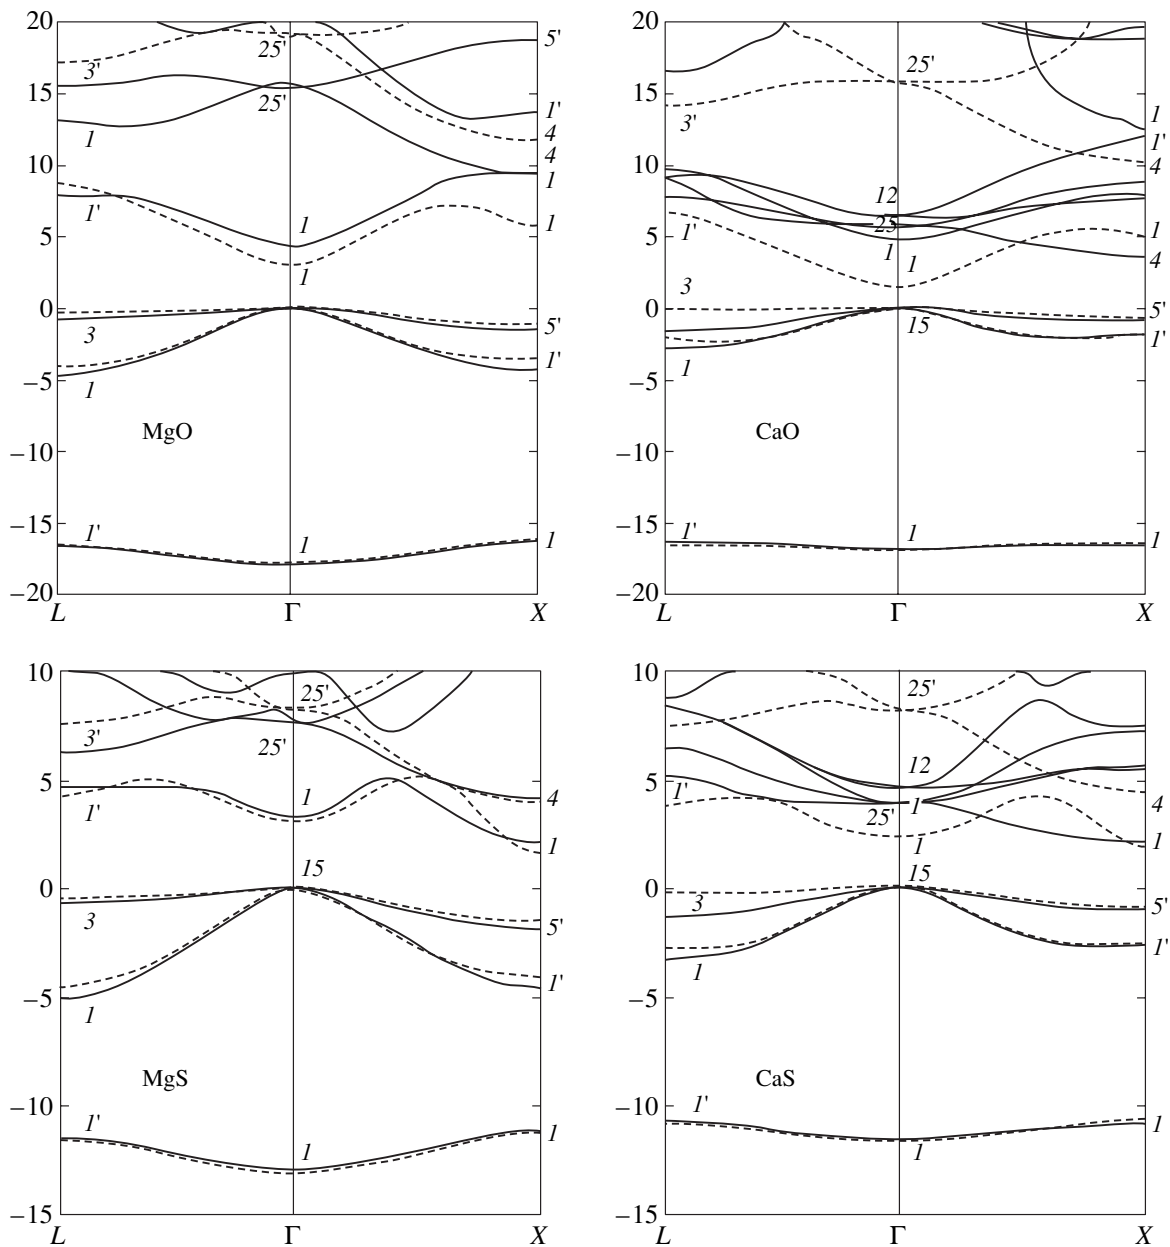 20 20
25' 5' 25'
3'
15 25' 15
1' 3' 1
1 4 1'
10 4 10 4
1 12
1' 1 1' 25 1
5 1 5 1 1 4
1 3
0 0
3 5' 15 5'
1' 1'
−5 1 −5 1
MgO CaO
−10 −10
−15 −15
1' 1 1 1' 1 1
−20 −20
L Γ X L Γ X
10 10
25' 25'
3' 25' 12
5 1 4 5 1' 1 4
1' 25'
1 1 1
15 15
0 0
3 5' 3 5'
1' 1'
−5 1 −5 1
MgS CaS
−10 −10
1' 1 1 1' 1 1
−15 −15
L Γ X L Γ X